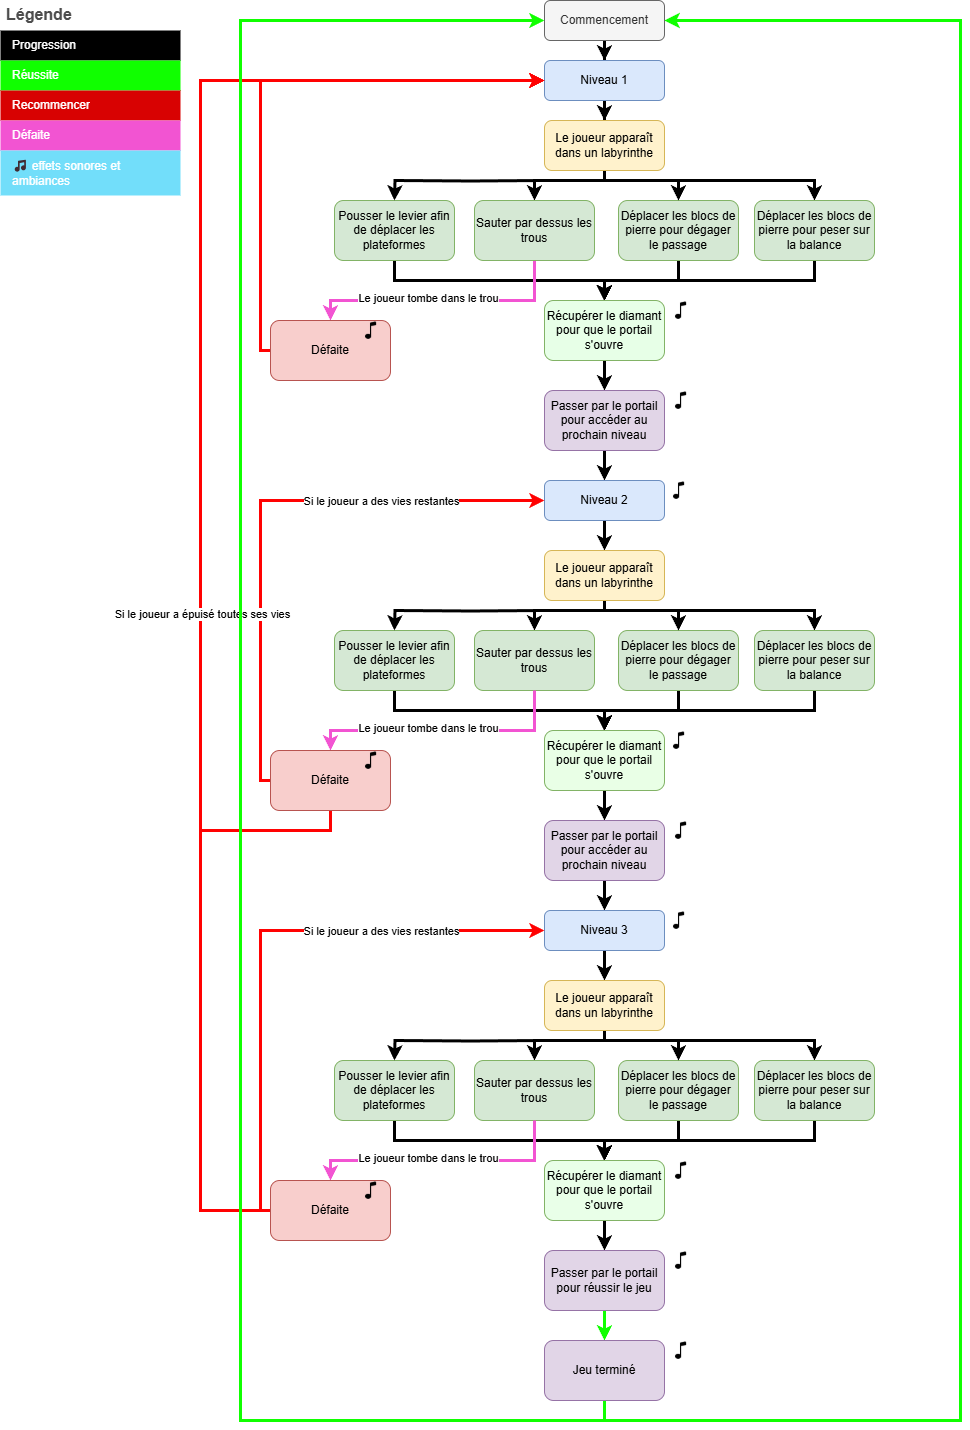 Légende
Progression
Réussite
Recommencer
Défaite
effets sonores et
ambiances
Commencement
Niveau 1
Le joueur apparaît
dans un labyrinthe
Pousser le levier afin
de déplacer les
plateformes
Sauter par dessus les
trous
Déplacer les blocs de
pierre pour dégager
le passage
Déplacer les blocs de
pierre pour peser sur
la balance
Le joueur tombe dans le trou
Défaite
Récupérer le diamant
pour que le portail
s'ouvre
Passer par le portail
pour accéder au
prochain niveau
Si le joueur a des vies restantes
Niveau 2
Le joueur apparaît
dans un labyrinthe
Si le joueur a épuisé toutes ses vies
Pousser le levier afin
de déplacer les
plateformes
Sauter par dessus les
trous
Déplacer les blocs de
pierre pour dégager
le passage
Déplacer les blocs de
pierre pour peser sur
la balance
Le joueur tombe dans le trou
Défaite
Récupérer le diamant
pour que le portail
s'ouvre
Passer par le portail
pour accéder au
prochain niveau
Si le joueur a des vies restantes
Niveau 3
Le joueur apparaît
dans un labyrinthe
Pousser le levier afin
de déplacer les
plateformes
Sauter par dessus les
trous
Déplacer les blocs de
pierre pour dégager
le passage
Déplacer les blocs de
pierre pour peser sur
la balance
Le joueur tombe dans le trou
Défaite
Récupérer le diamant
pour que le portail
s'ouvre
Passer par le portail
pour réussir le jeu
Jeu terminé